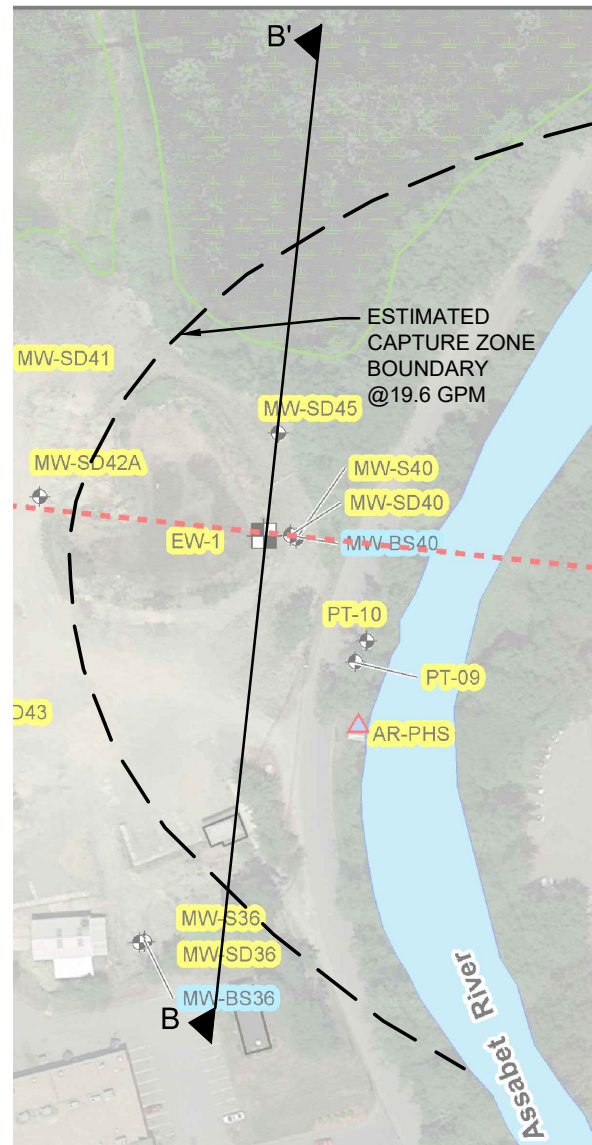 B'
ESTIMATED
CAPTURE ZONE
BOUNDARY
@19.6 GPM
MW-SD41
MW-SD45
MW-SD42A
MW-S40
MW-SD40
EW-1
MW-BS40
PT-10
PT-09
D43
AR-PHS
MW-S36
MW-SD36
MW-BS36
B
Assabet River